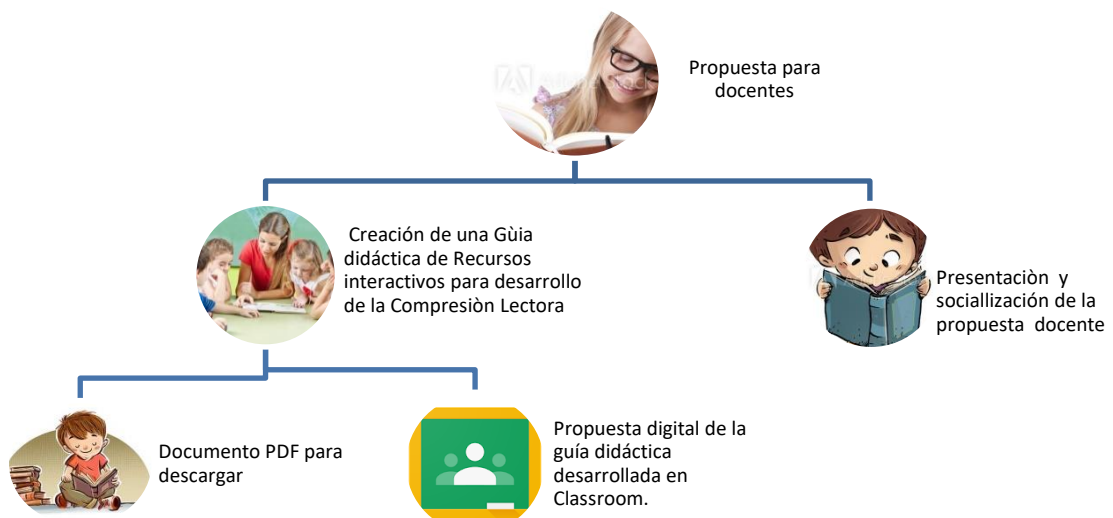 Propuesta para
docentes
Creación de una Gùia
didáctica de Recursos
interactivos para desarrollo
de la Compresiòn Lectora
Presentaciòn y
sociallización de la
propuesta docente
Documento PDF para
descargar
Propuesta digital de la
guía didáctica
desarrollada en
Classroom.